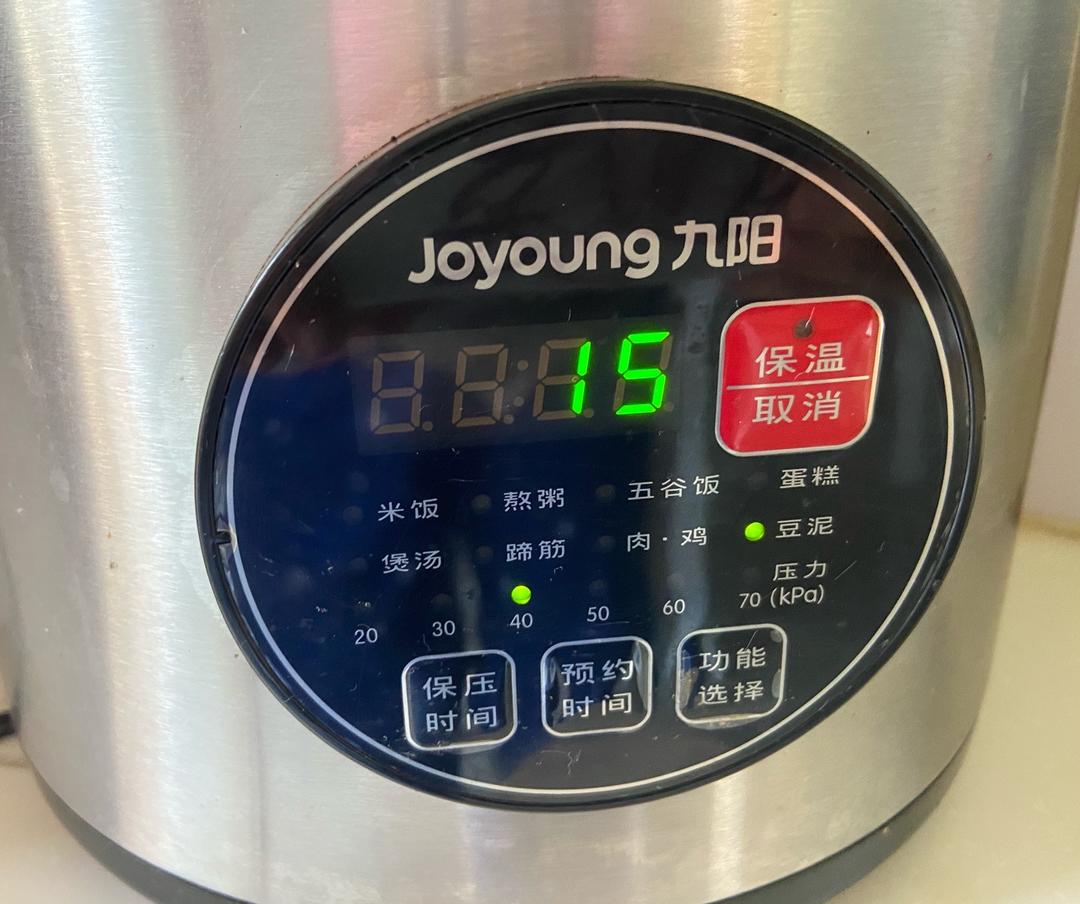 Joyoung 九阳
15
保温
取消
米饭 熬粥 五谷饭 蛋糕
煲汤 蹄筋 肉·鸡 豆泥
压力
20 30 40 50 60 70 (kPa)
保压
时间
预约
时间
功能
选择